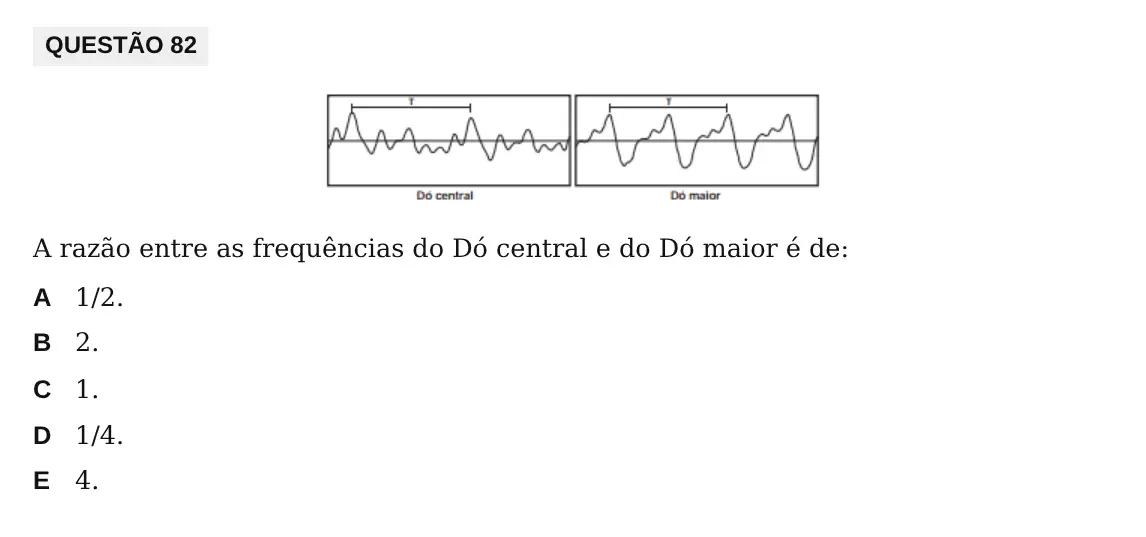 QUESTÃO 82
T T
Dó central Dó maior
A razão entre as frequências do Dó central e do Dó maior é de:
A 1/2.
B 2.
C 1.
D 1/4.
E 4.